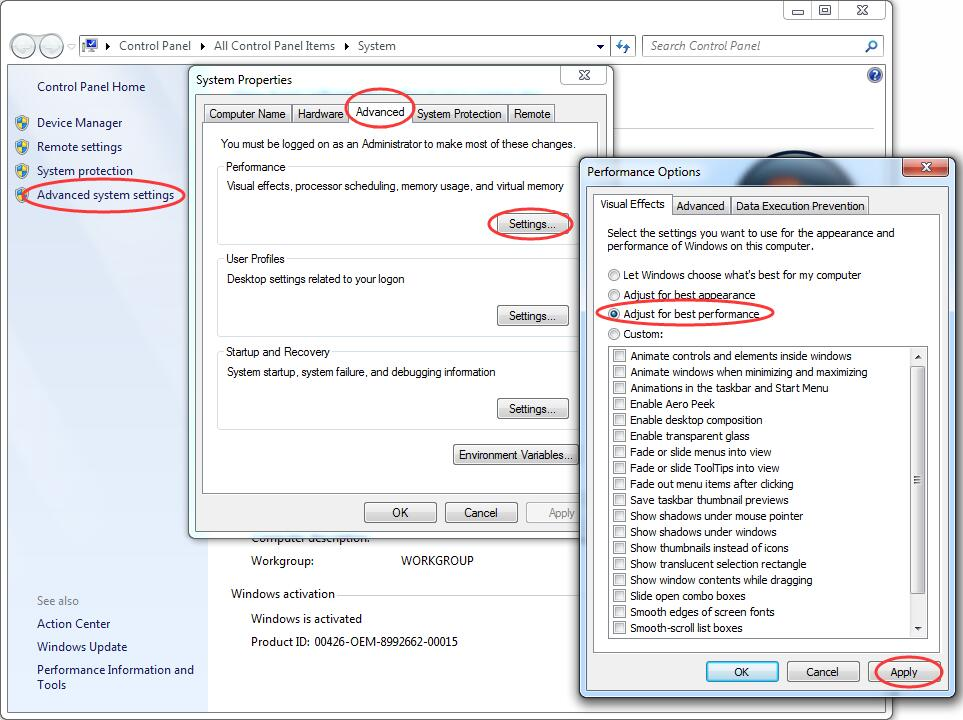 Control Panel
All Control Panel Items
System
Search Control Panel
Control Panel Home
Device Manager
Remote settings
System protection
Advanced system settings
See also
Action Center
Windows Update
Performance Information and
Tools
System Properties
Computer Name
Hardware
Advanced
System Protection
Remote
You must be logged on as an Administrator to make most of these changes.
Performance
Visual effects, processor scheduling, memory usage, and virtual memory
Settings...
User Profiles
Desktop settings related to your logon
Settings...
Startup and Recovery
System startup, system failure, and debugging information
Settings...
Environment Variables...
OK
Cancel
Apply
Computer description:
Workgroup:
WORKGROUP
Windows activation
Windows is activated
Product ID: 00426-OEM-8992662-00015
Performance Options
Visual Effects
Advanced
Data Execution Prevention
Select the settings you want to use for the appearance and
performance of Windows on this computer.
Let Windows choose what's best for my computer
Adjust for best appearance
Adjust for best performance
Custom:
Animate controls and elements inside windows
Animate windows when minimizing and maximizing
Animations in the taskbar and Start Menu
Enable Aero Peek
Enable desktop composition
Enable transparent glass
Fade or slide menus into view
Fade or slide ToolTips into view
Fade out menu items after clicking
Save taskbar thumbnail previews
Show shadows under mouse pointer
Show shadows under windows
Show thumbnails instead of icons
Show translucent selection rectangle
Show window contents while dragging
Slide open combo boxes
Smooth edges of screen fonts
Smooth-scroll list boxes
OK
Cancel
Apply